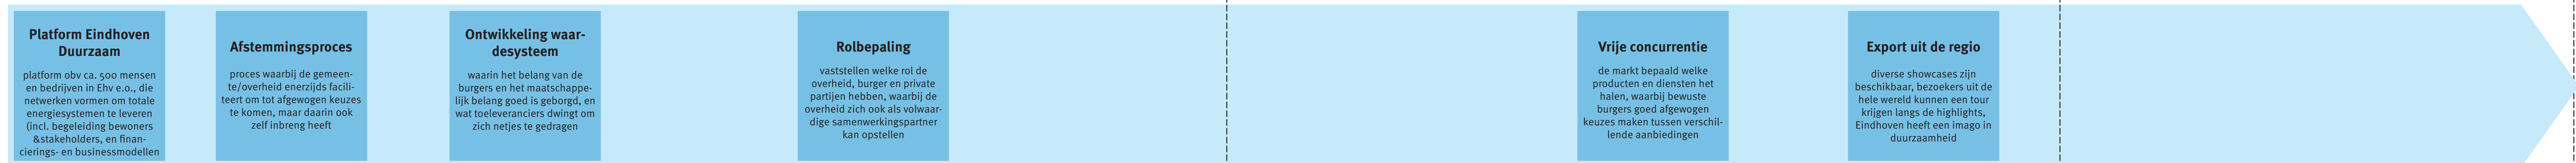 Platform Eindhoven
Duurzaam
platform obv ca. 500 mensen
en bedrijven in Ehv e.o., die
netwerken vormen om totale
energiesystemen te leveren
(incl. begeleiding bewoners
&stakeholders, en finan-
cierings- en businessmodellen
Afstemmingsproces
proces waarbij de gemeen-
te/overheid enerzijds facili-
teert om tot afgewogen keuzes
te komen, maar daarin ook
zelf inbreng heeft
Ontwikkeling waar-
desysteem
waarin het belang van de
burgers en het maatschappe-
lijk belang goed is geborgd, en
wat toeleveranciers dwingt om
zich netjes te gedragen
Rolbepaling
vaststellen welke rol de
overheid, burger en private
partijen hebben, waarbij de
overheid zich ook als volwaar-
dige samenwerkingspartner
kan opstellen
Vrije concurrentie
de markt bepaald welke
producten en diensten het
halen, waarbij bewuste
burgers goed afgewogen
keuzes maken tussen verschil-
lende aanbiedingen
Export uit de regio
diverse showcases zijn
beschikbaar, bezoekers uit de
hele wereld kunnen een tour
krijgen langs de highlights,
Eindhoven heeft een imago in
duurzaamheid